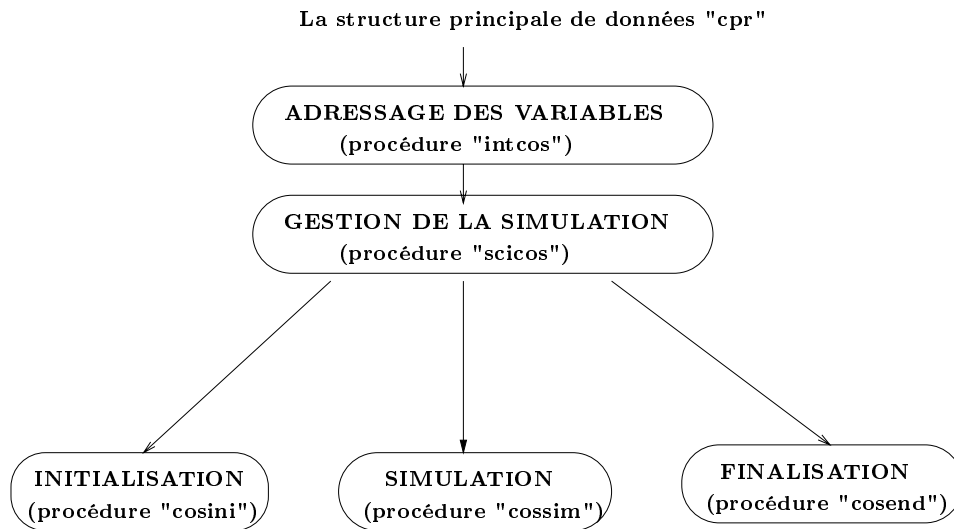 La structure principale de données "cpr"
ADRESSAGE DES VARIABLES
(procédure "intcos")
GESTION DE LA SIMULATION
(procédure "scicos")
INITIALISATION
(procédure "cosini")
SIMULATION
(procédure "cossim")
FINALISATION
(procédure "cosend")